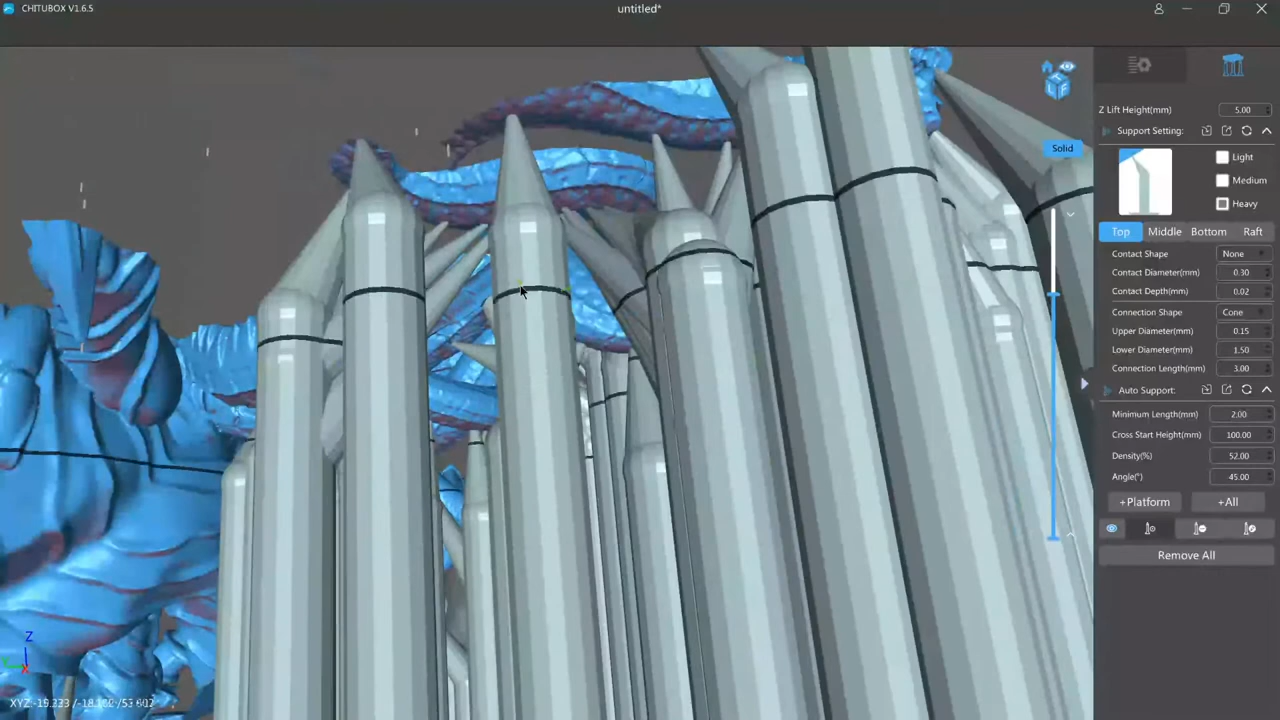 CHITUBOX V1.6.5
untitled*
Z Lift Height(mm) 5.00
Support Setting:
Light
Medium
Heavy
Solid
Top Middle Bottom Raft
Contact Shape None
Contact Diameter(mm) 0.30
Contact Depth(mm) 0.02
Connection Shape Cone
Upper Diameter(mm) 0.15
Lower Diameter(mm) 1.50
Connection Length(mm) 3.00
Auto Support:
Minimum Length(mm) 2.00
Cross Start Height(mm) 100.00
Density(%) 52.00
Angle(°) 45.00
+Platform +All
Remove All
Z